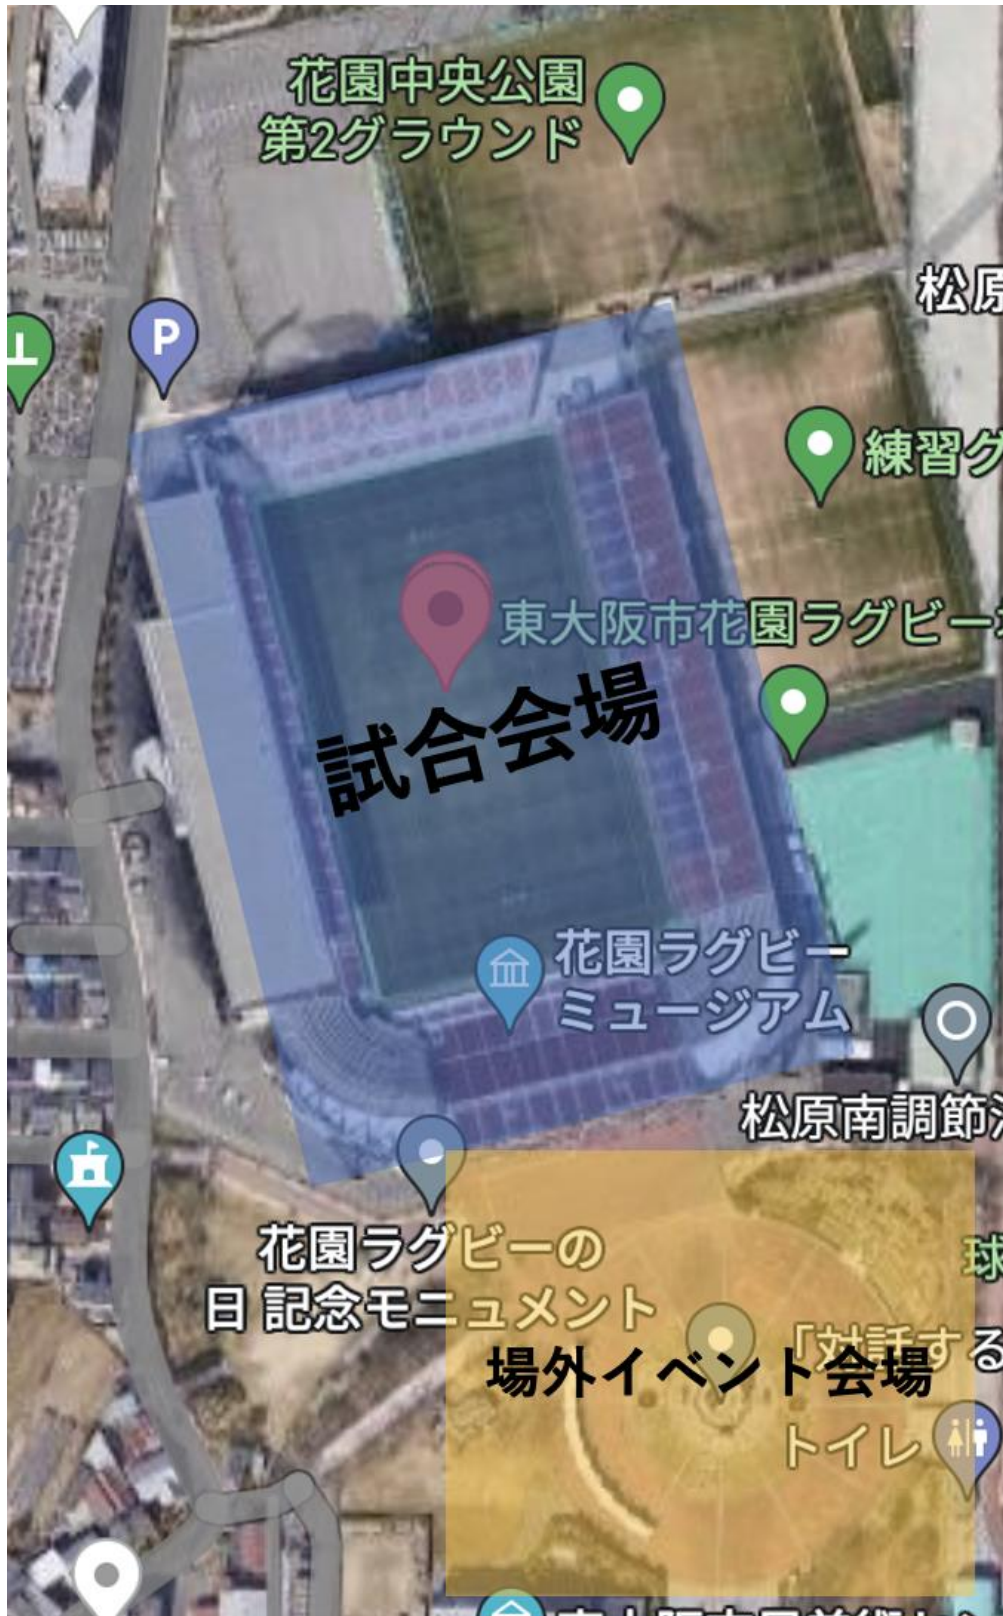 花園中央公園
第2グラウンド
松原
P
練習グ
東大阪市花園ラグビー
試合会場
花園ラグビー
ミュージアム
松原南調節池
花園ラグビーの
日 記念モニュメント
球
「対話する
場外イベント会場
トイレ